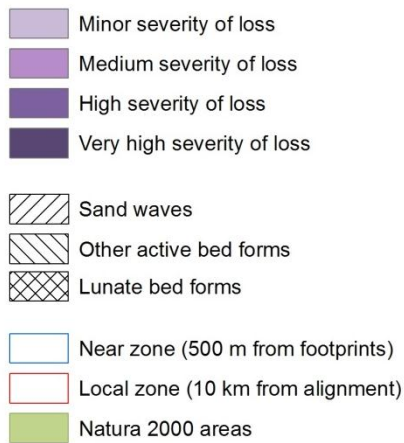 Minor severity of loss
Medium severity of loss
High severity of loss
Very high severity of loss
Sand waves
Other active bed forms
Lunate bed forms
Near zone (500 m from footprints)
Local zone (10 km from alignment)
Natura 2000 areas